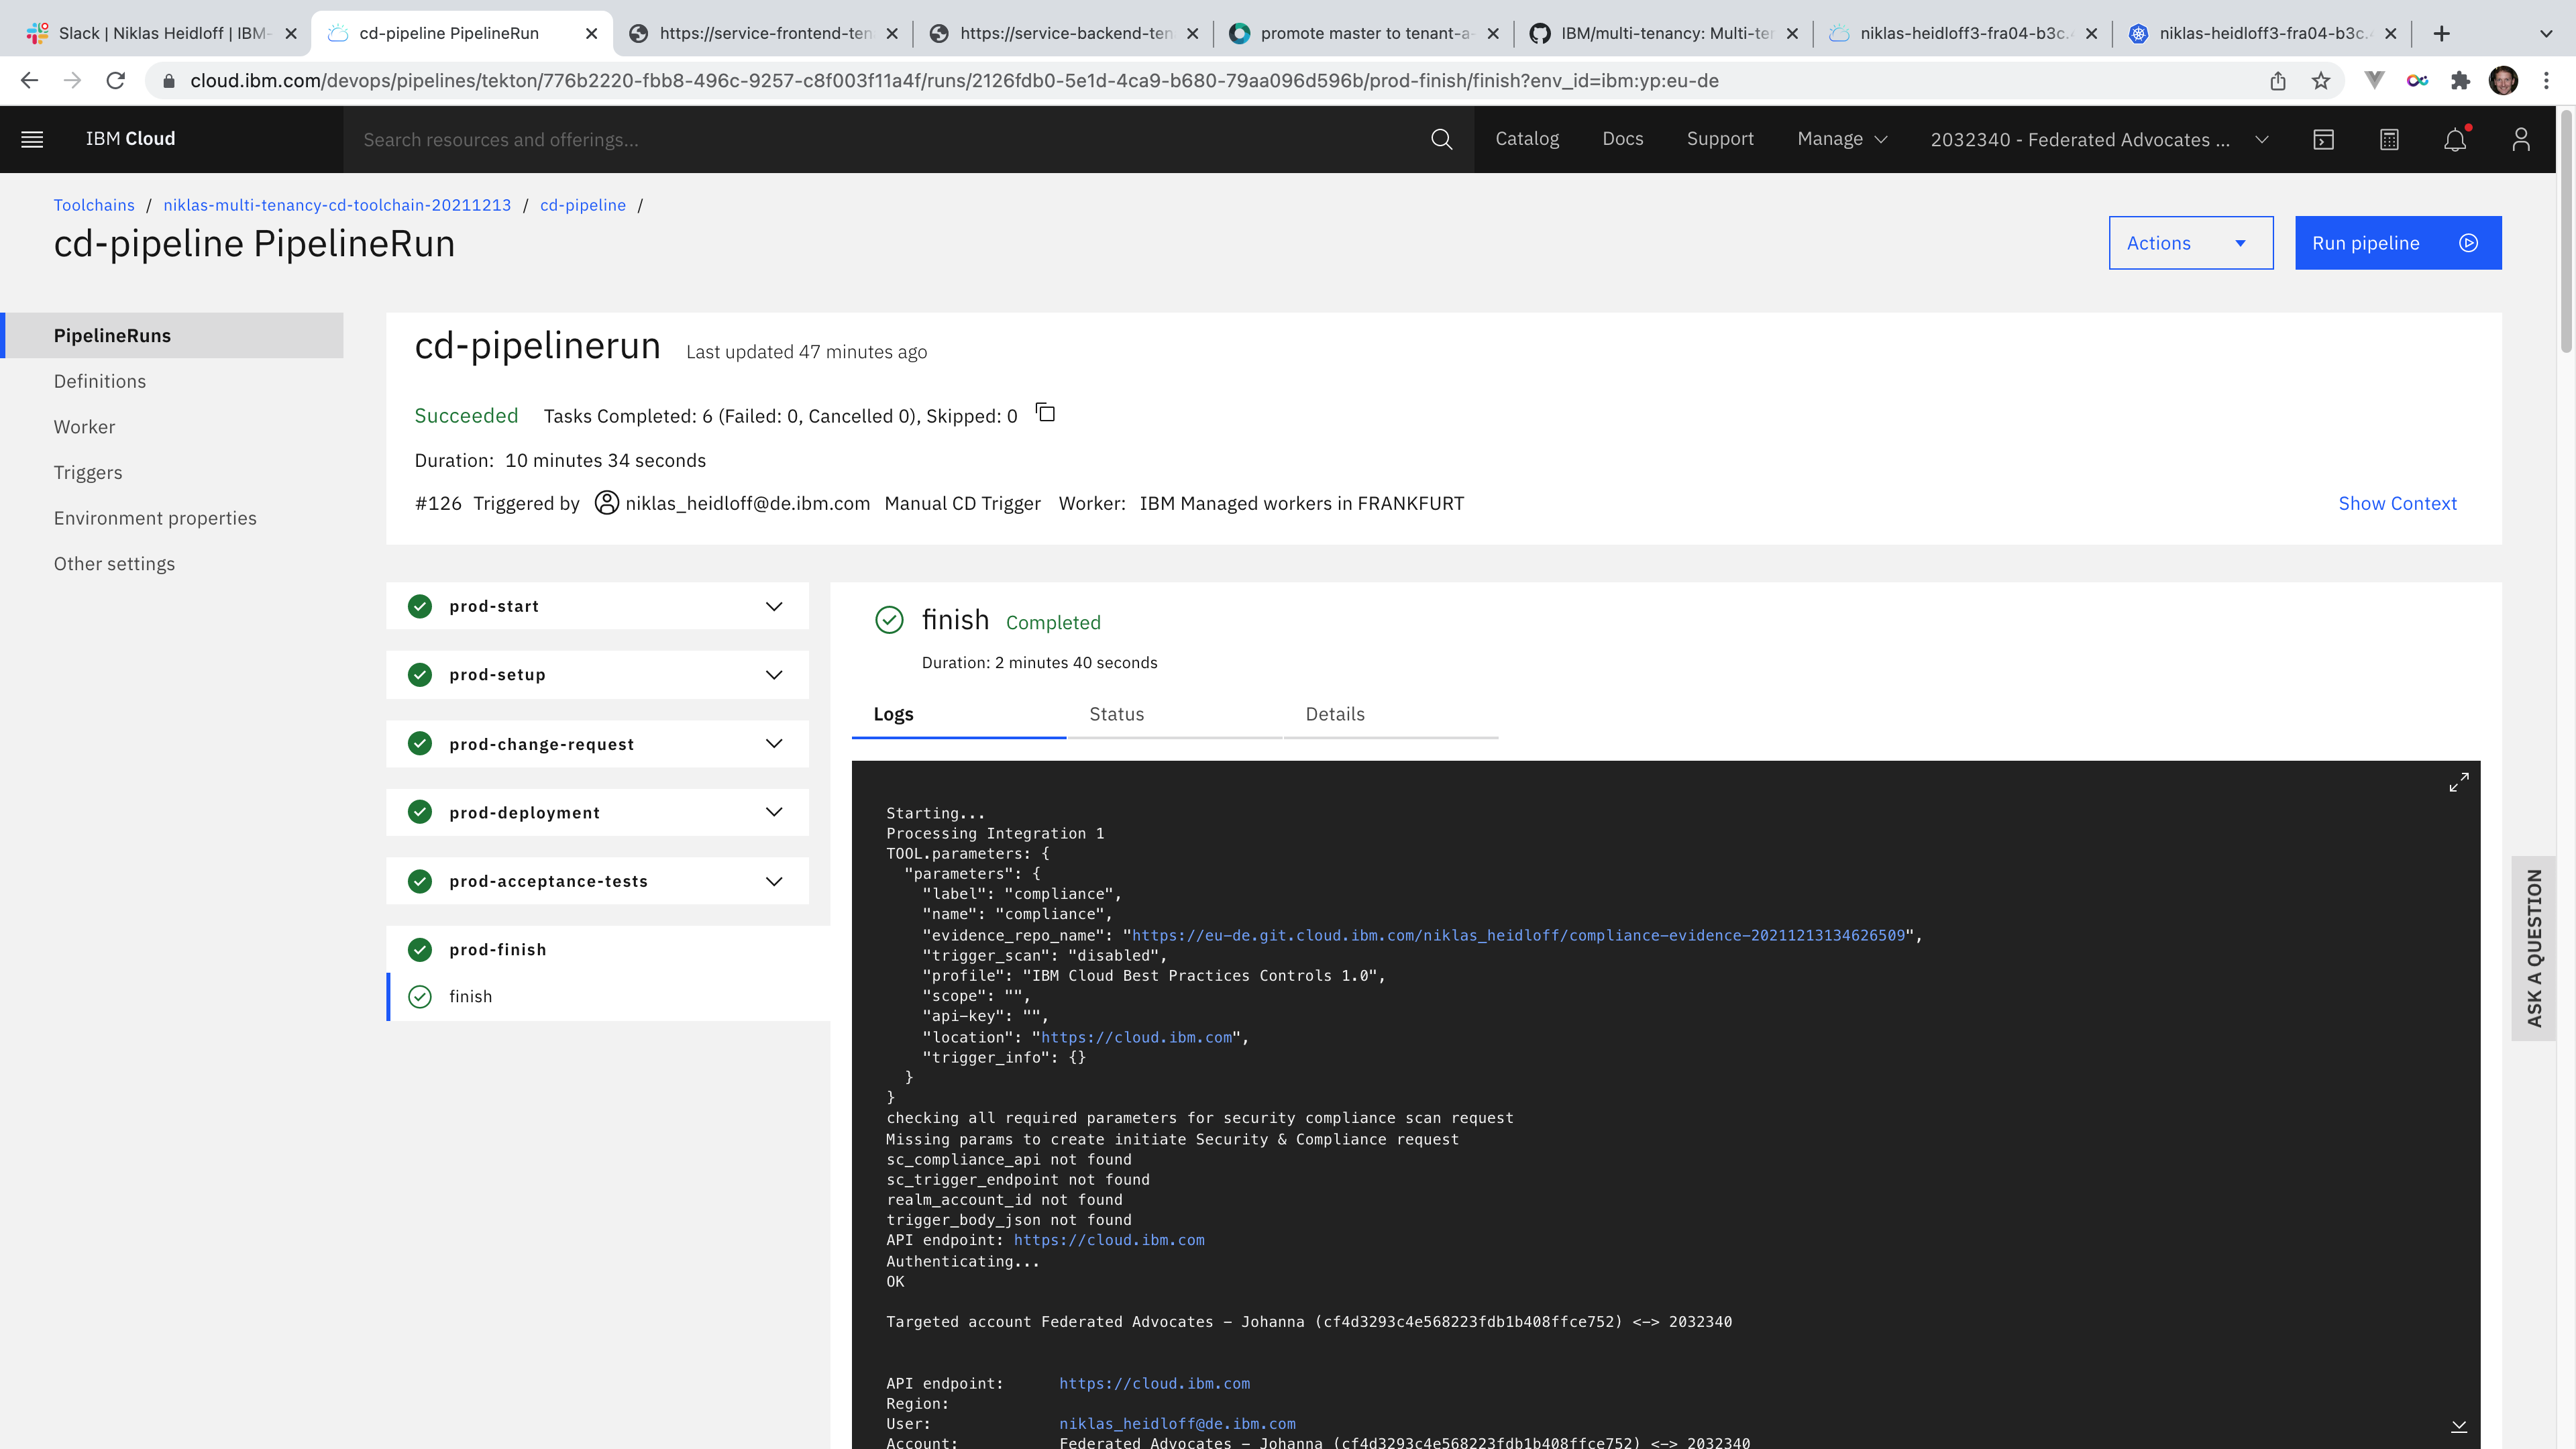 Slack | Niklas Heidloff | IBM-
cd-pipeline PipelineRun
https://service-frontend-ten
https://service-backend-ten
promote master to tenant-a-
IBM/multi-tenancy: Multi-ten
niklas-heidloff3-fra04-b3c.4
niklas-heidloff3-fra04-b3c.4
cloud.ibm.com/devops/pipelines/tekton/776b2220-fbb8-496c-9257-c8f003f11a4f/runs/2126fdb0-5e1d-4ca9-b680-79aa096d596b/prod-finish/finish?env_id=ibm:yp:eu-de
IBM Cloud
Search resources and offerings...
Catalog
Docs
Support
Manage
2032340 - Federated Advocates ...
Toolchains / niklas-multi-tenancy-cd-toolchain-20211213 / cd-pipeline /
cd-pipeline PipelineRun
Actions
Run pipeline
PipelineRuns
Definitions
Worker
Triggers
Environment properties
Other settings
cd-pipelinerun Last updated 47 minutes ago
Succeeded Tasks Completed: 6 (Failed: 0, Cancelled 0), Skipped: 0
Duration: 10 minutes 34 seconds
#126 Triggered by niklas_heidloff@de.ibm.com Manual CD Trigger Worker: IBM Managed workers in FRANKFURT
Show Context
prod-start
prod-setup
prod-change-request
prod-deployment
prod-acceptance-tests
prod-finish
finish
finish Completed
Duration: 2 minutes 40 seconds
Logs
Status
Details
Starting...
Processing Integration 1
TOOL.parameters: {
"parameters": {
"label": "compliance",
"name": "compliance",
"evidence_repo_name": "https://eu-de.git.cloud.ibm.com/niklas_heidloff/compliance-evidence-20211213134626509",
"trigger_scan": "disabled",
"profile": "IBM Cloud Best Practices Controls 1.0",
"scope": "",
"api-key": "",
"location": "https://cloud.ibm.com",
"trigger_info": {}
}
}
checking all required parameters for security compliance scan request
Missing params to create initiate Security & Compliance request
sc_compliance_api not found
sc_trigger_endpoint not found
realm_account_id not found
trigger_body_json not found
API endpoint: https://cloud.ibm.com
Authenticating...
OK
Targeted account Federated Advocates - Johanna (cf4d3293c4e568223fdb1b408ffce752) <-> 2032340
API endpoint: https://cloud.ibm.com
Region:
User: niklas_heidloff@de.ibm.com
Account: Federated Advocates - Johanna (cf4d3293c4e568223fdb1b408ffce752) <-> 2032340
ASK A QUESTION